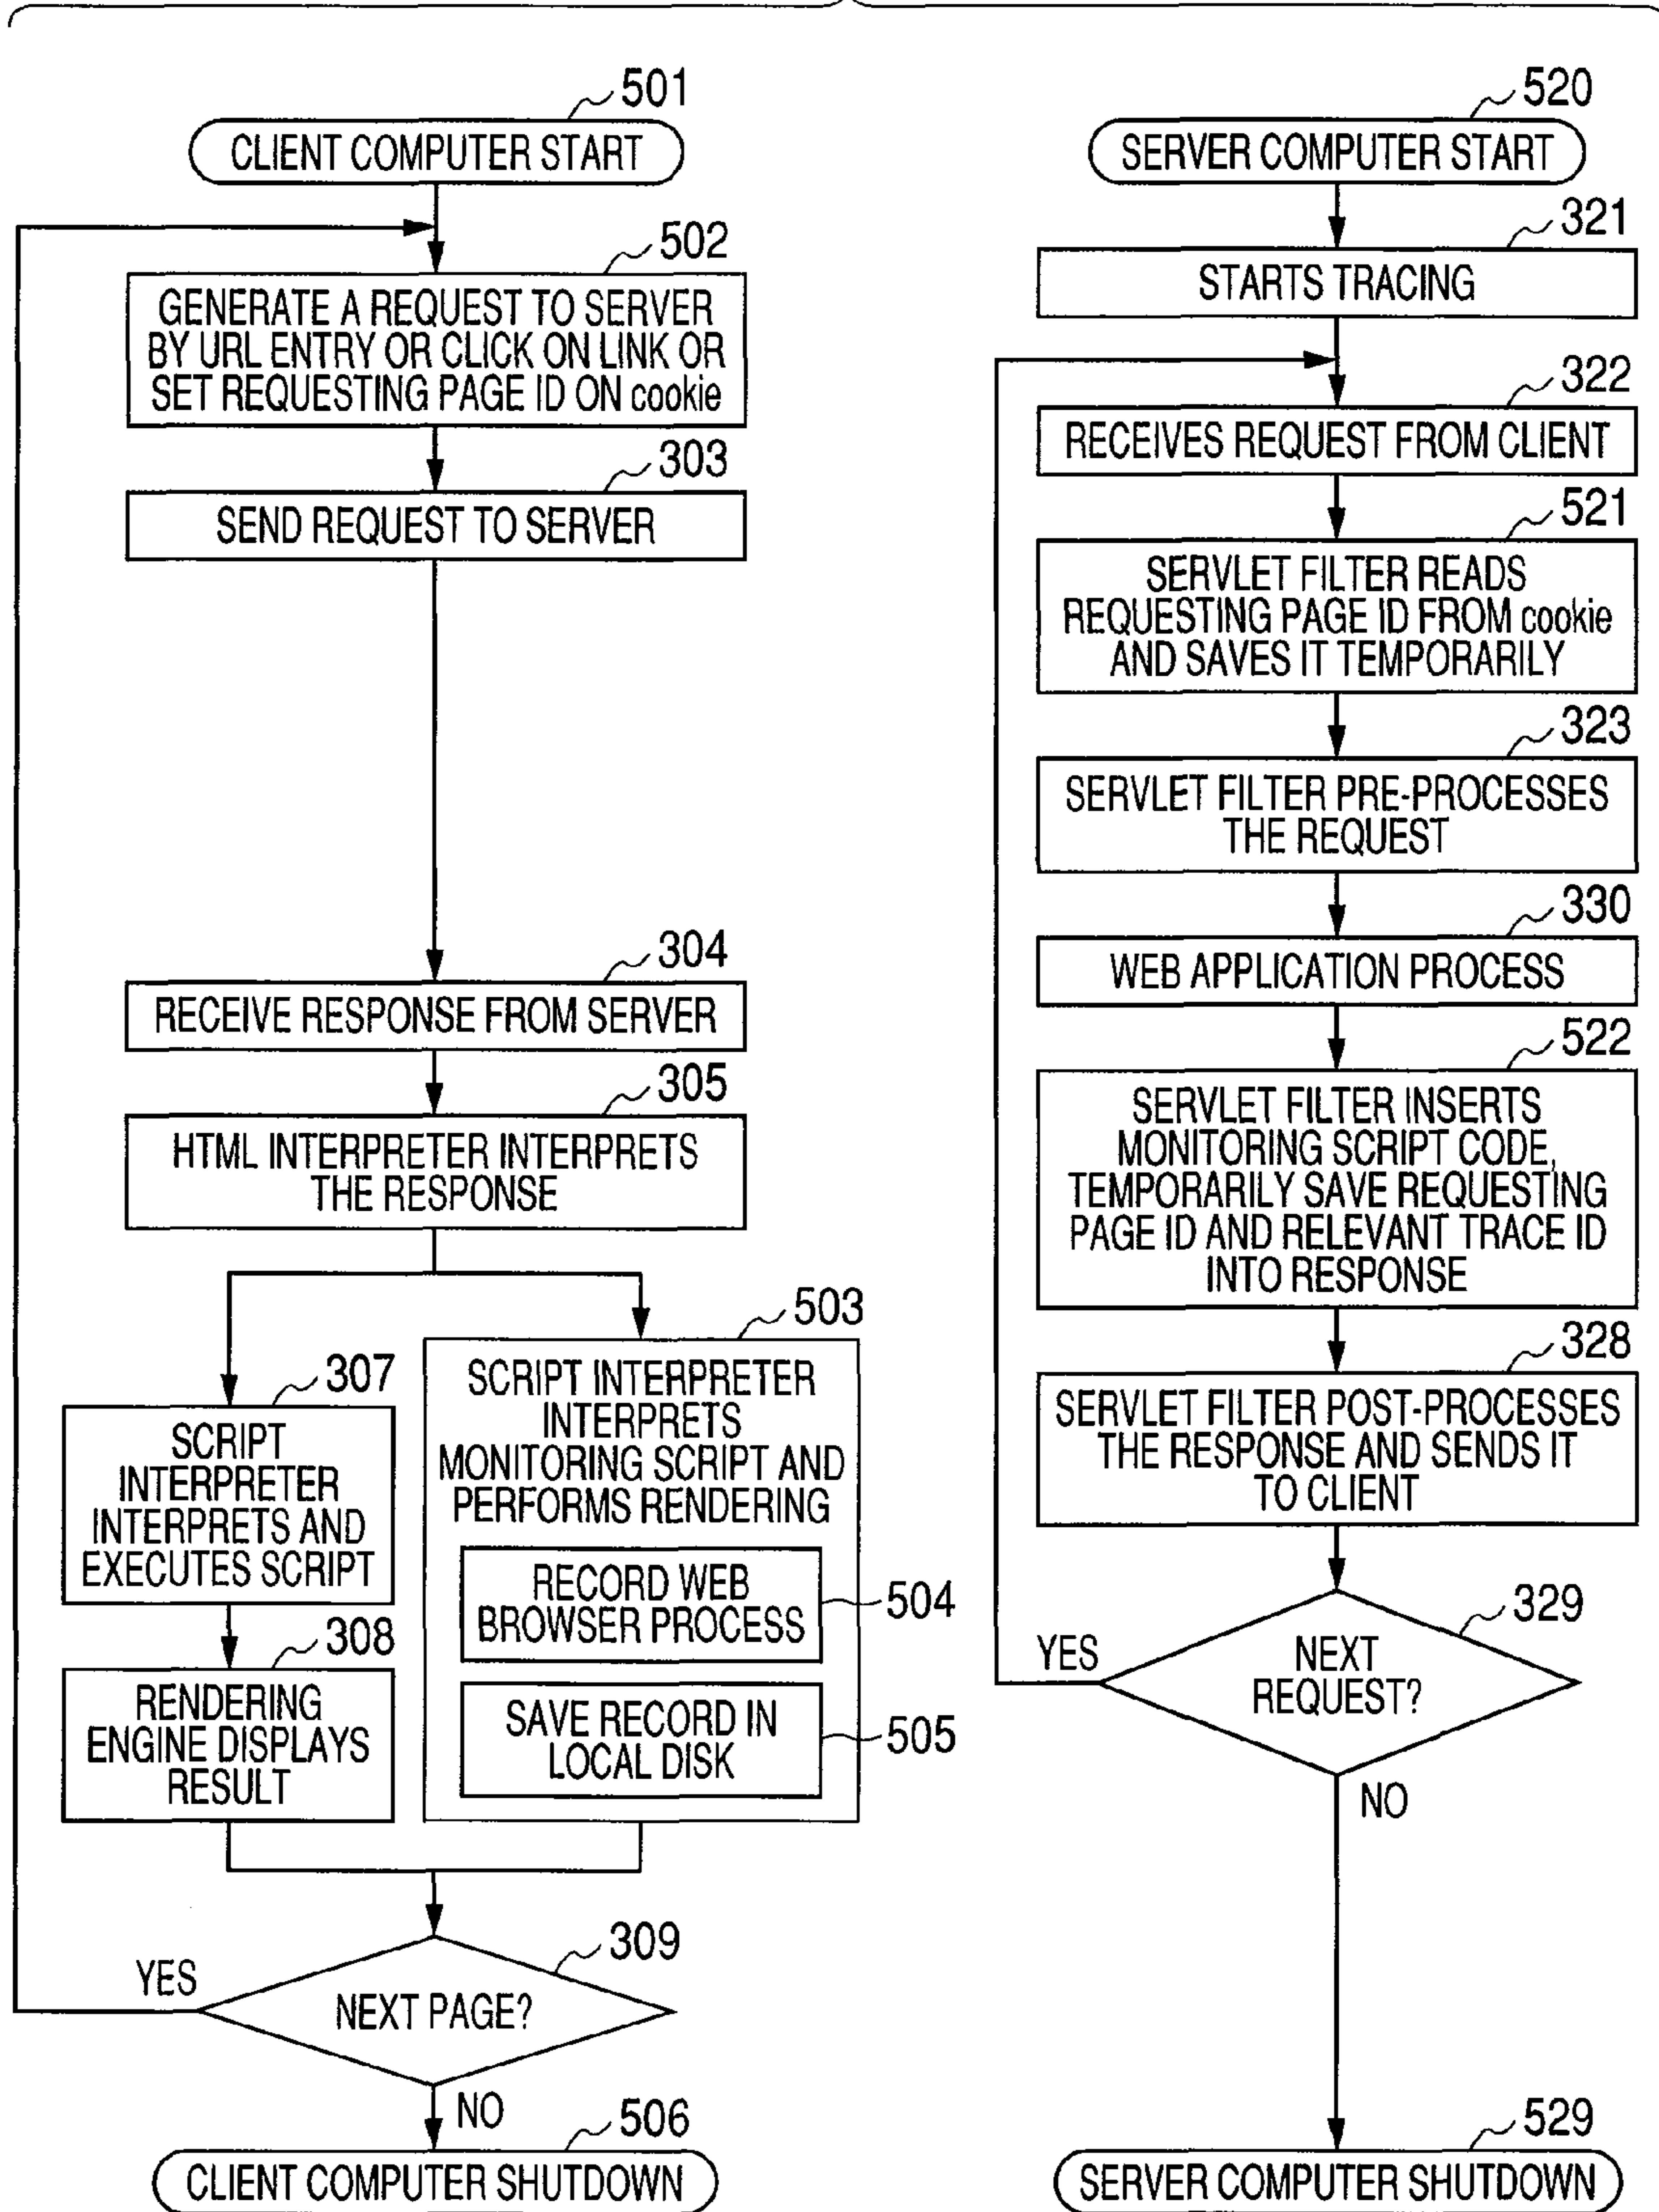 501
CLIENT COMPUTER START
502
GENERATE A REQUEST TO SERVER
BY URL ENTRY OR CLICK ON LINK OR
SET REQUESTING PAGE ID ON cookie
303
SEND REQUEST TO SERVER
304
RECEIVE RESPONSE FROM SERVER
305
HTML INTERPRETER INTERPRETS
THE RESPONSE
307
SCRIPT
INTERPRETER
INTERPRETS AND
EXECUTES SCRIPT
308
RENDERING
ENGINE DISPLAYS
RESULT
503
SCRIPT INTERPRETER
INTERPRETS
MONITORING SCRIPT AND
PERFORMS RENDERING
RECORD WEB
BROWSER PROCESS
504
SAVE RECORD IN
LOCAL DISK
505
309
NEXT PAGE?
YES
NO
506
CLIENT COMPUTER SHUTDOWN
520
SERVER COMPUTER START
321
STARTS TRACING
322
RECEIVES REQUEST FROM CLIENT
521
SERVLET FILTER READS
REQUESTING PAGE ID FROM cookie
AND SAVES IT TEMPORARILY
323
SERVLET FILTER PRE-PROCESSES
THE REQUEST
330
WEB APPLICATION PROCESS
522
SERVLET FILTER INSERTS
MONITORING SCRIPT CODE,
TEMPORARILY SAVE REQUESTING
PAGE ID AND RELEVANT TRACE ID
INTO RESPONSE
328
SERVLET FILTER POST-PROCESSES
THE RESPONSE AND SENDS IT
TO CLIENT
329
NEXT
REQUEST?
YES
NO
529
SERVER COMPUTER SHUTDOWN